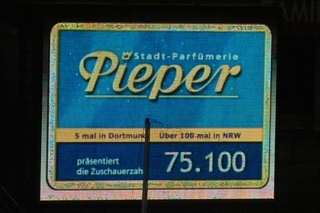 Stadt-Parfümerie
Pieper
5 mal in Dortmund Über 100 mal in NRW
präsentiert
die Zuschauerzahl
75.100